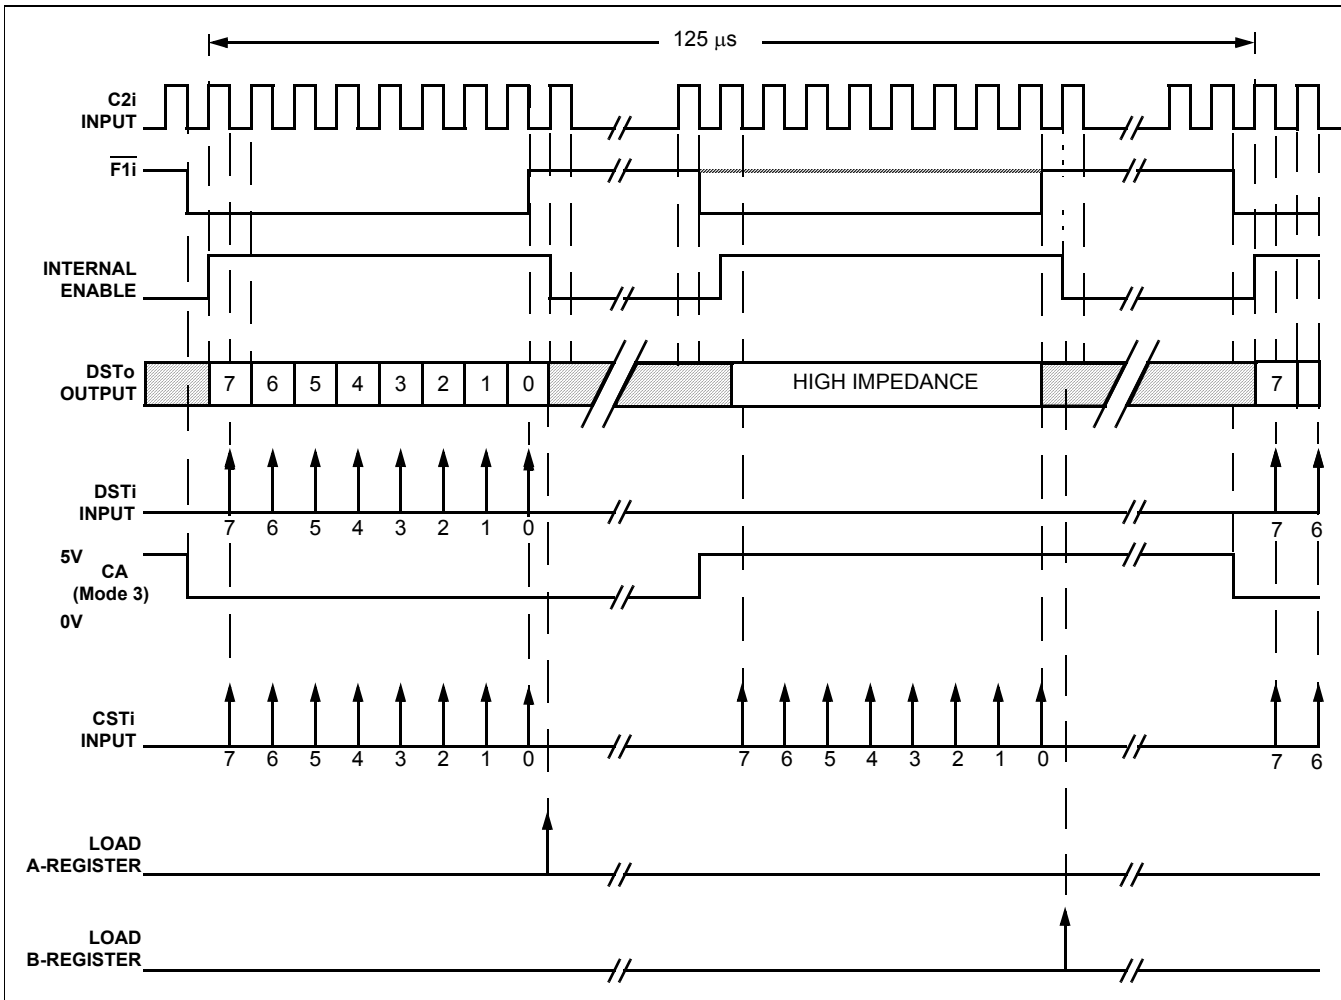 125 μs
C2i
INPUT
F1i
INTERNAL
ENABLE
DSTo
OUTPUT
7 6 5 4 3 2 1 0 HIGH IMPEDANCE 7
DSTi
INPUT
7 6 5 4 3 2 1 0 7 6
5V
CA
(Mode 3)
0V
CSTi
INPUT
7 6 5 4 3 2 1 0 7 6 5 4 3 2 1 0 7 6
LOAD
A-REGISTER
LOAD
B-REGISTER